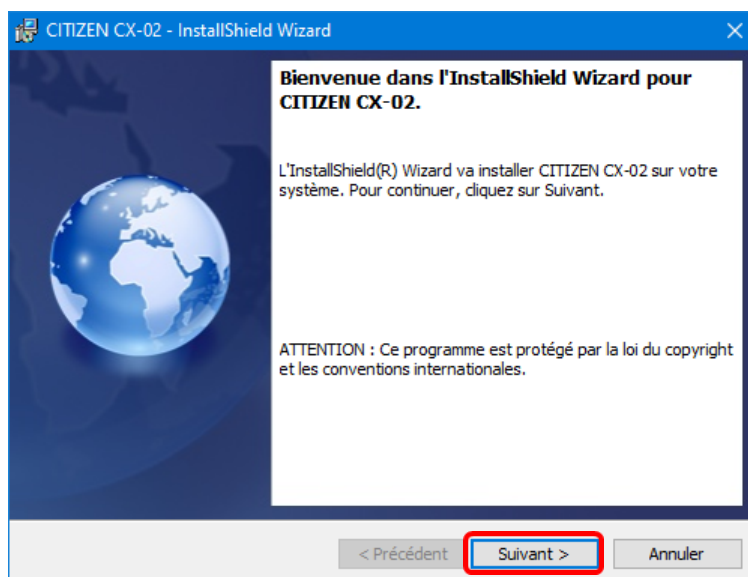 CITIZEN CX-02 - InstallShield Wizard
Bienvenue dans l'InstallShield Wizard pour
CITIZEN CX-02.
L'InstallShield(R) Wizard va installer CITIZEN CX-02 sur votre
système. Pour continuer, cliquez sur Suivant.
ATTENTION : Ce programme est protégé par la loi du copyright
et les conventions internationales.
< Précédent Suivant > Annuler